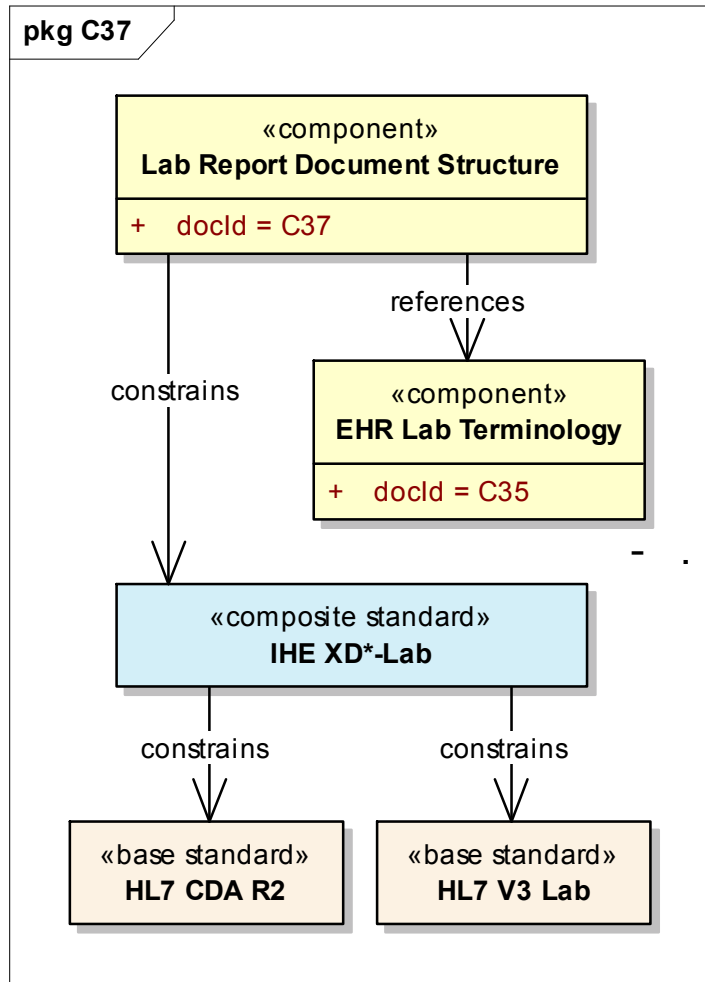 pkg C37
«component»
Lab Report Document Structure
+ docId = C37
references
constrains
«component»
EHR Lab Terminology
+ docId = C35
- .
«composite standard»
IHE XD*-Lab
constrains
constrains
«base standard»
HL7 CDA R2
«base standard»
HL7 V3 Lab